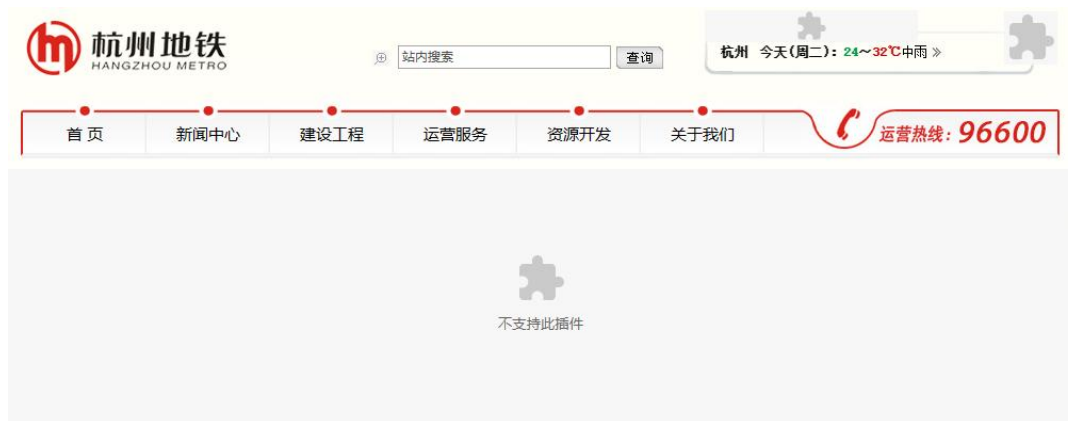 杭州地铁
HANGZHOU METRO
站内搜索
查询
杭州 今天(周二): 24～32℃中雨 »
首 页 新闻中心 建设工程 运营服务 资源开发 关于我们
运营热线: 96600
不支持此插件